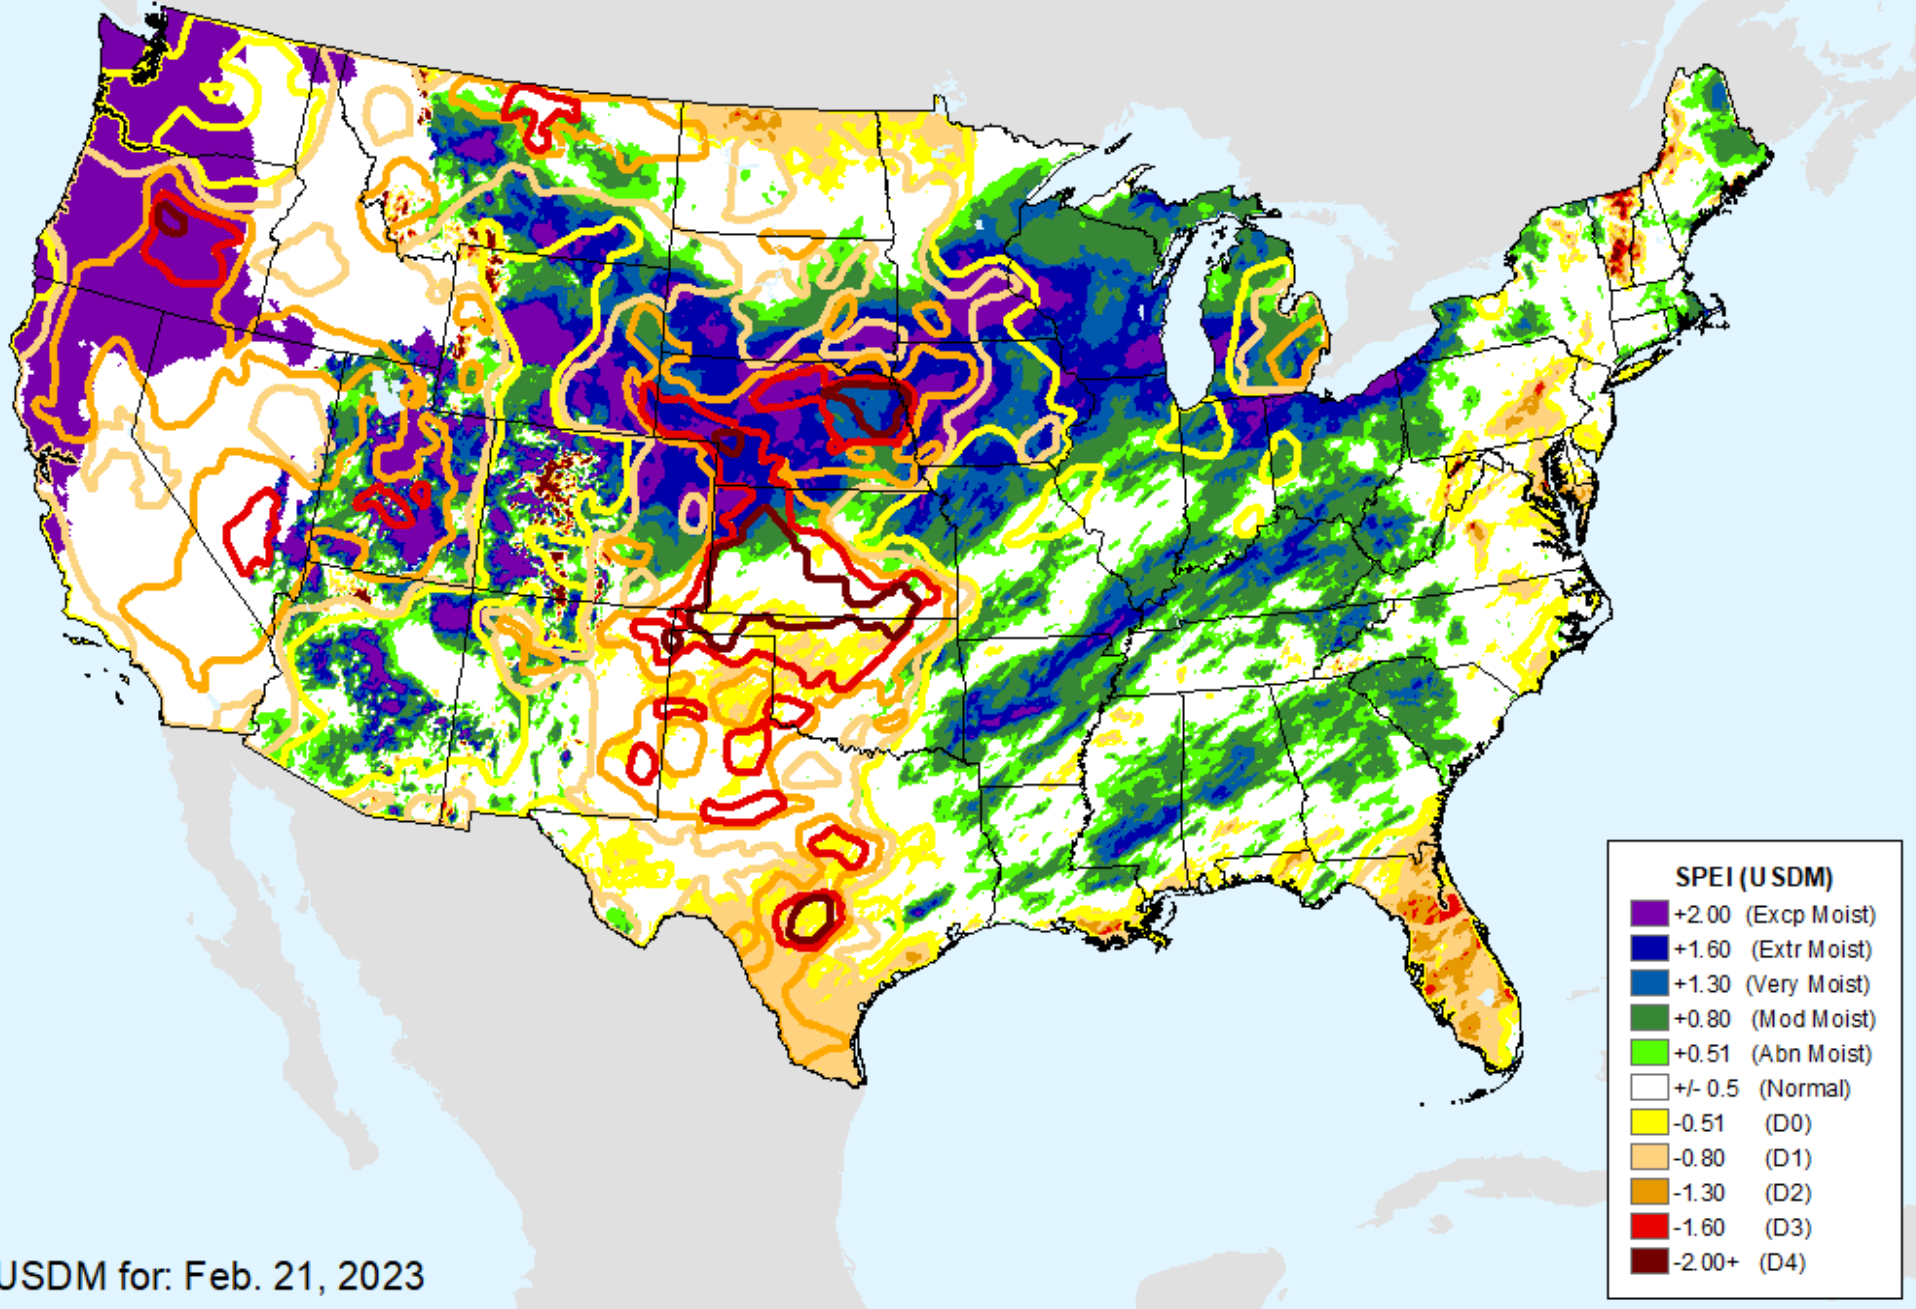 SPEI (USDM)
+2.00 (Excp Moist)
+1.60 (Extr Moist)
+1.30 (Very Moist)
+0.80 (Mod Moist)
+0.51 (Abn Moist)
+/- 0.5 (Normal)
-0.51 (D0)
-0.80 (D1)
-1.30 (D2)
-1.60 (D3)
-2.00+ (D4)
USDM for: Feb. 21, 2023